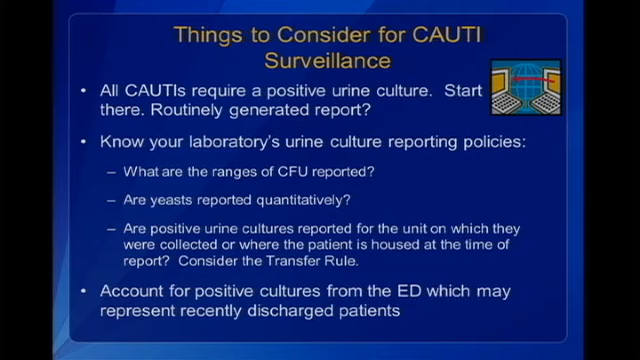 Things to Consider for CAUTI
Surveillance
• All CAUTIs require a positive urine culture. Start
there. Routinely generated report?
• Know your laboratory's urine culture reporting policies:
– What are the ranges of CFU reported?
– Are yeasts reported quantitatively?
– Are positive urine cultures reported for the unit on which they
were collected or where the patient is housed at the time of
report? Consider the Transfer Rule.
• Account for positive cultures from the ED which may
represent recently discharged patients